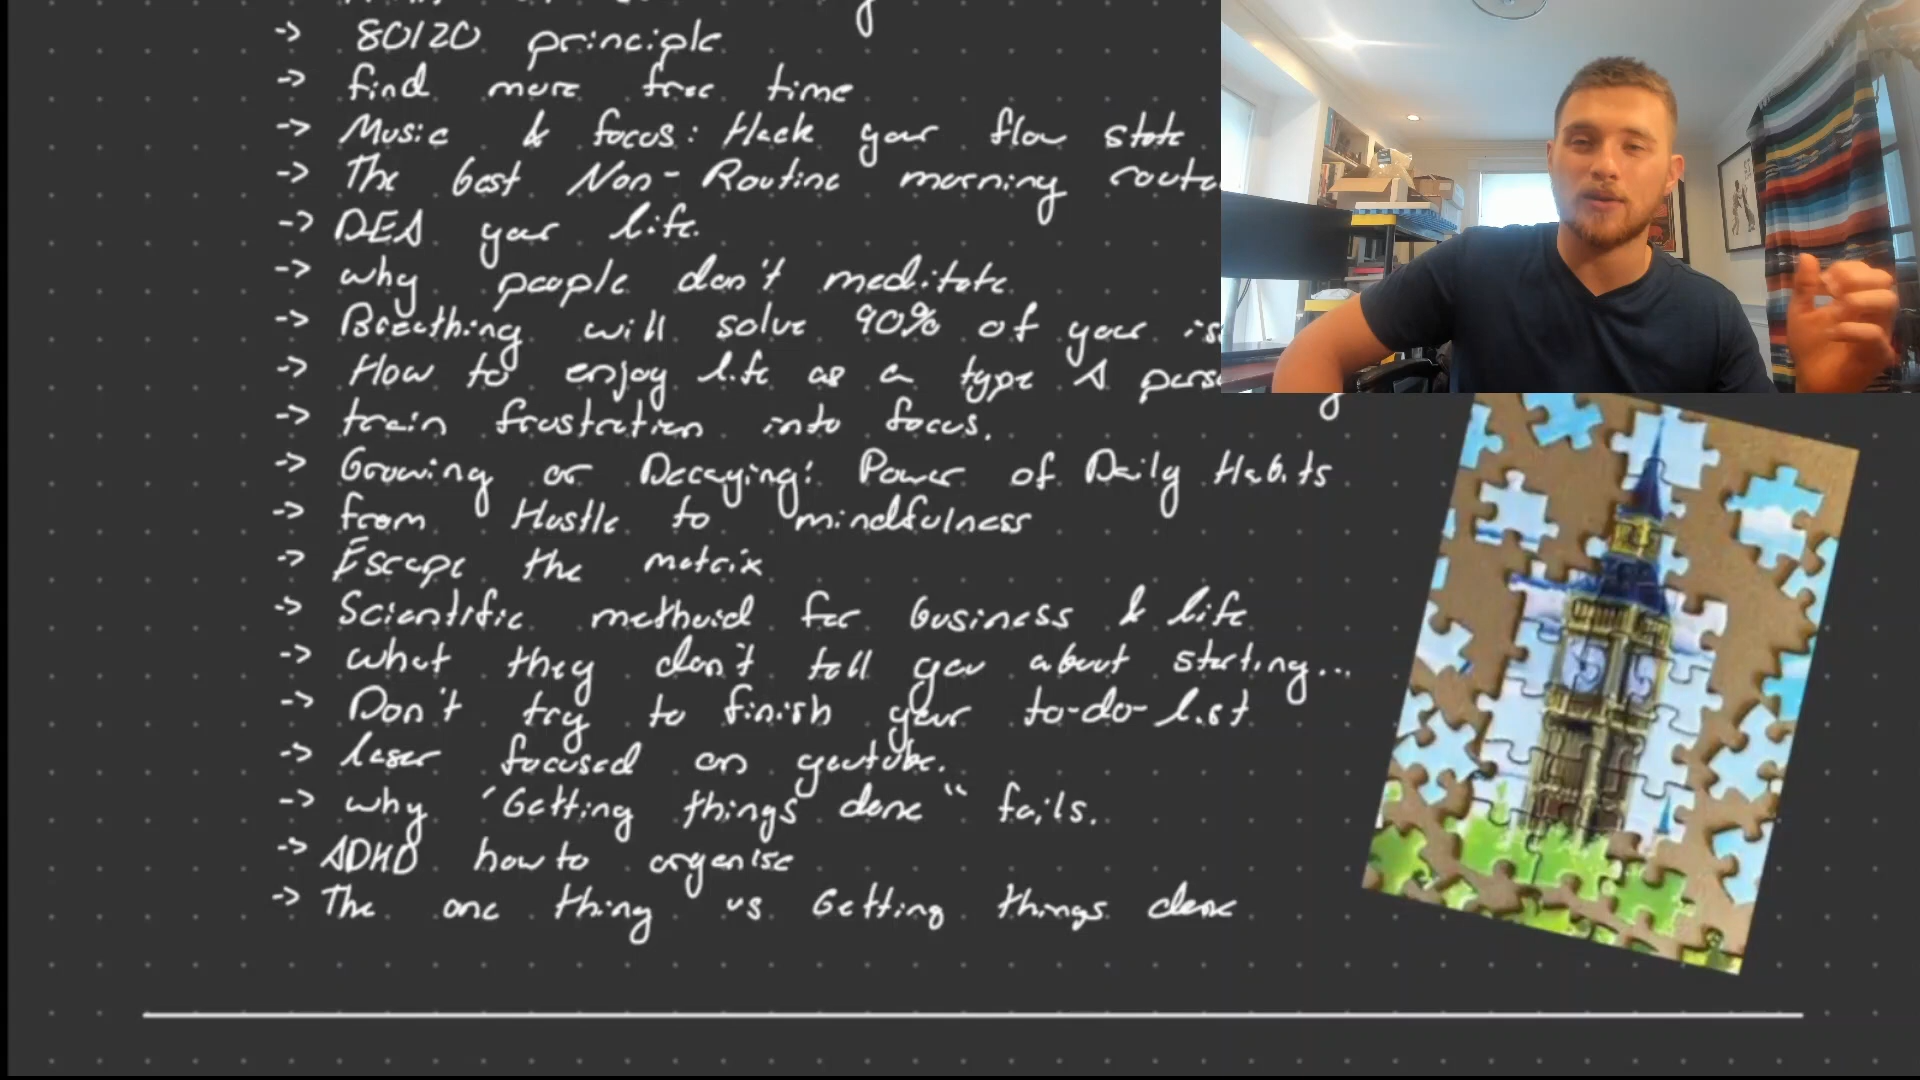 -> 80/20 principle
-> find more free time
-> Music & focus: Hack your flow state
-> The best Non-Routine morning
-> DEA your life.
-> why people don't meditate
-> Breathing will solve 90% of your
-> How to enjoy life as a type A
-> train frustration into focus.
-> Growing or Decaying: Power of Daily Habits
-> from Hustle to mindfulness
-> Escape the matrix
-> Scientific methoid for business & life
-> what they don't tell you about starting...
-> Don't try to finish your to-do-list
-> laser focused on youtube.
-> why "Getting things done" fails.
-> ADHD how to organise
-> The one thing vs Getting things done